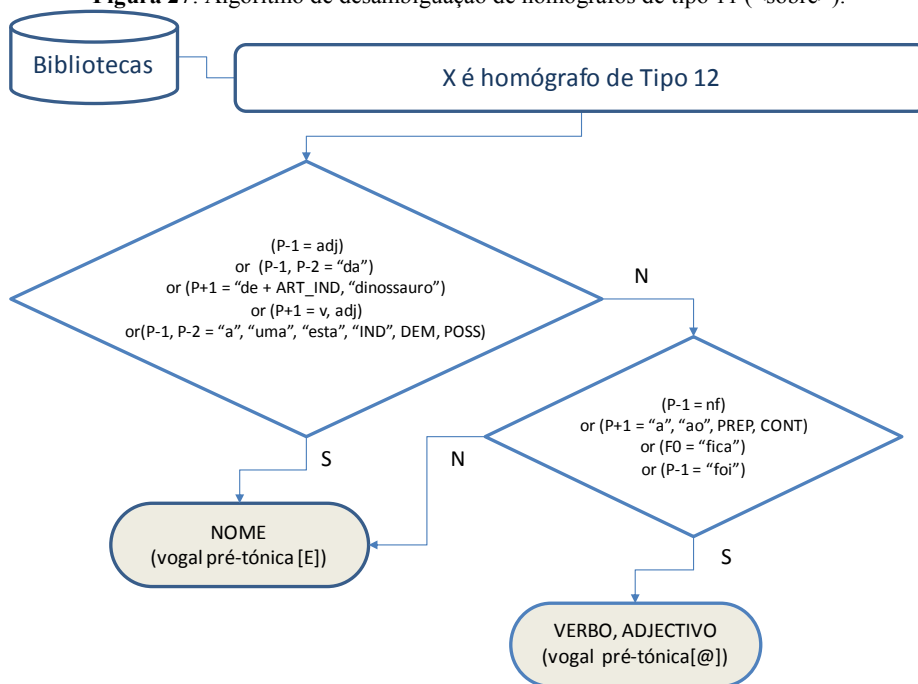 Figura 27. Algoritmo de desambiguação de homógrafos de tipo 11 (<sobre>).
Bibliotecas
X é homógrafo de Tipo 12
(P-1 = adj)
or (P-1, P-2 = “da”)
or (P+1 = “de + ART_IND, “dinossauro”)
or (P+1 = v, adj)
or(P-1, P-2 = “a”, “uma”, “esta”, “IND”, DEM, POSS)
N
(P-1 = nf)
or (P+1 = “a”, “ao”, PREP, CONT)
or (F0 = “fica”)
or (P-1 = “foi”)
S
N
NOME
(vogal pré-tónica [E])
S
VERBO, ADJECTIVO
(vogal pré-tónica[@])